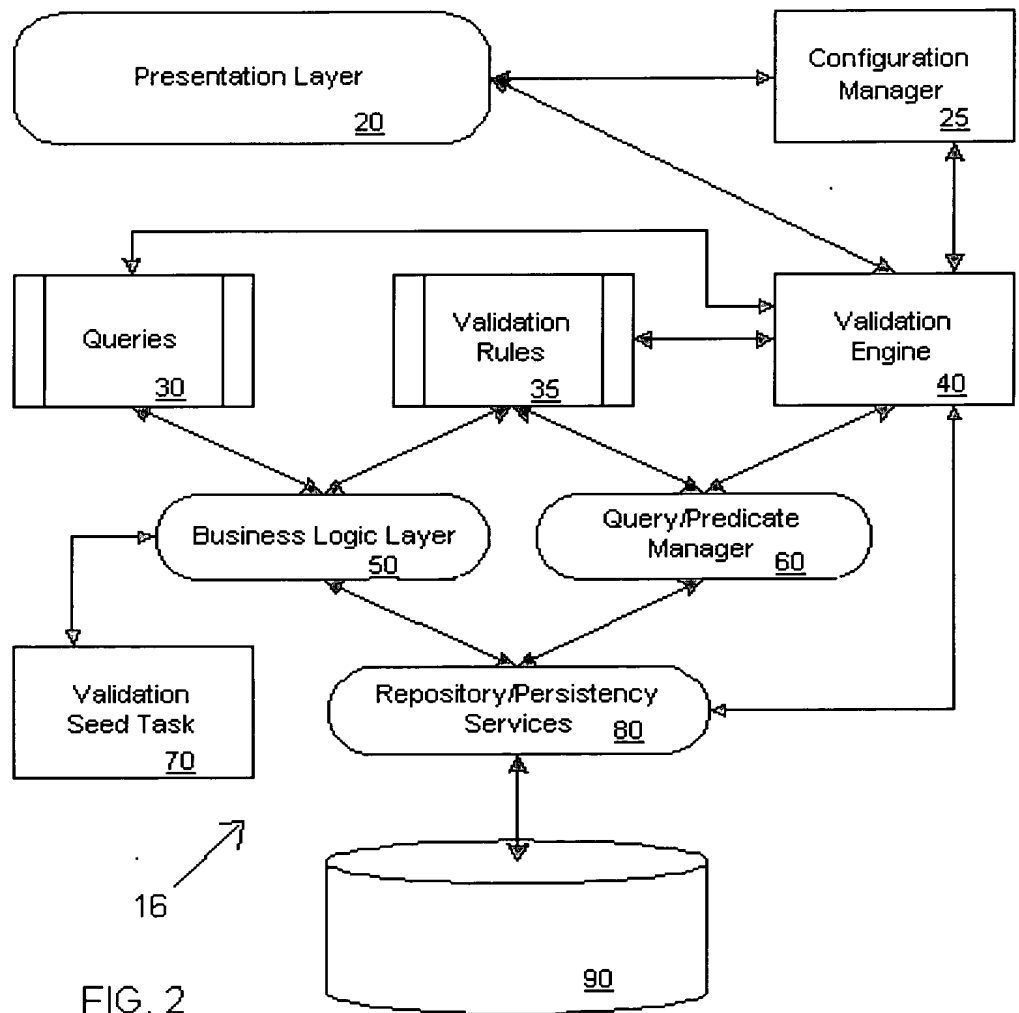 Presentation Layer
20
Configuration
Manager
25
Queries
30
Validation
Rules
35
Validation
Engine
40
Business Logic Layer
50
Query/Predicate
Manager
60
Validation
Seed Task
70
Repository/Persistency
Services
80
16
90
FIG. 2